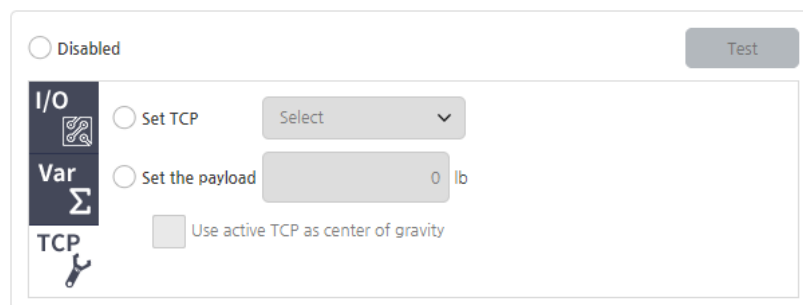 Disabled
Test
I/O
Set TCP
Select
Var
Σ
Set the payload
0 lb
Use active TCP as center of gravity
TCP